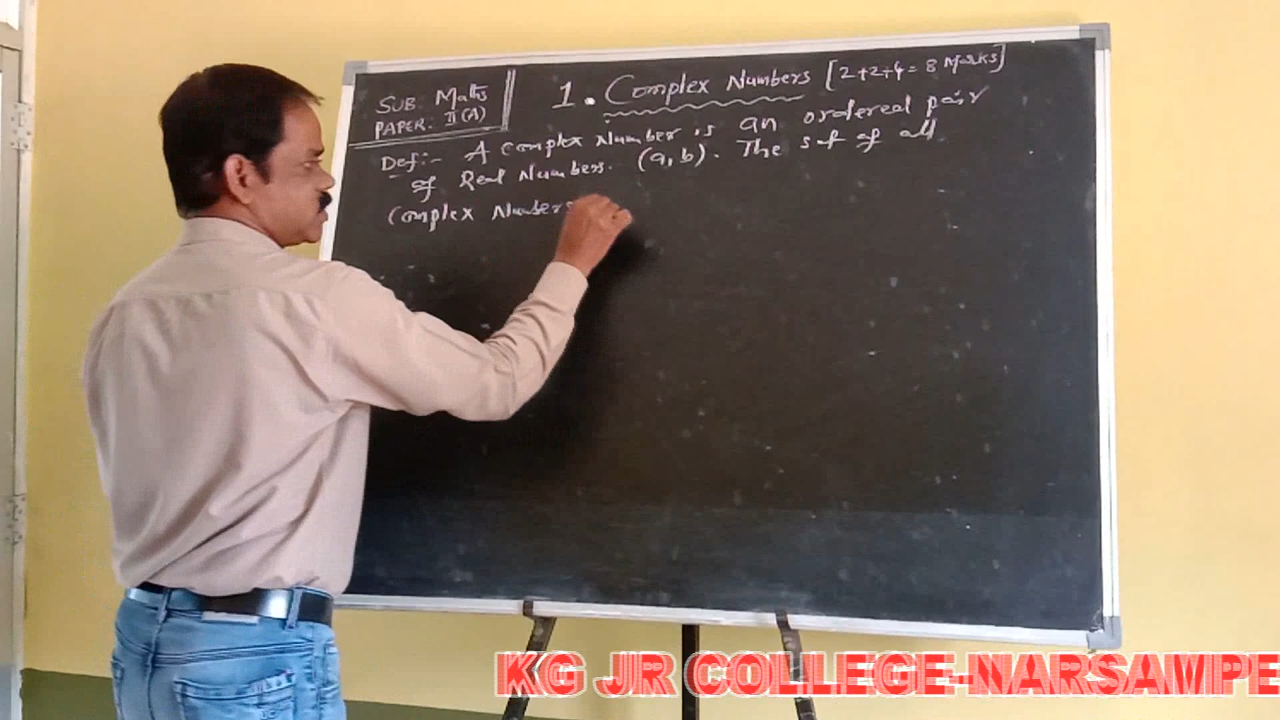 SUB. Maths
PAPER. II(A)
1. Complex Numbers [2+2+4=8 Marks]
Def:- A complex Number is an ordered pair
of Real Numbers. (a,b). The set of all
Complex Numbers
KG JR COLLEGE-NARSAMPE